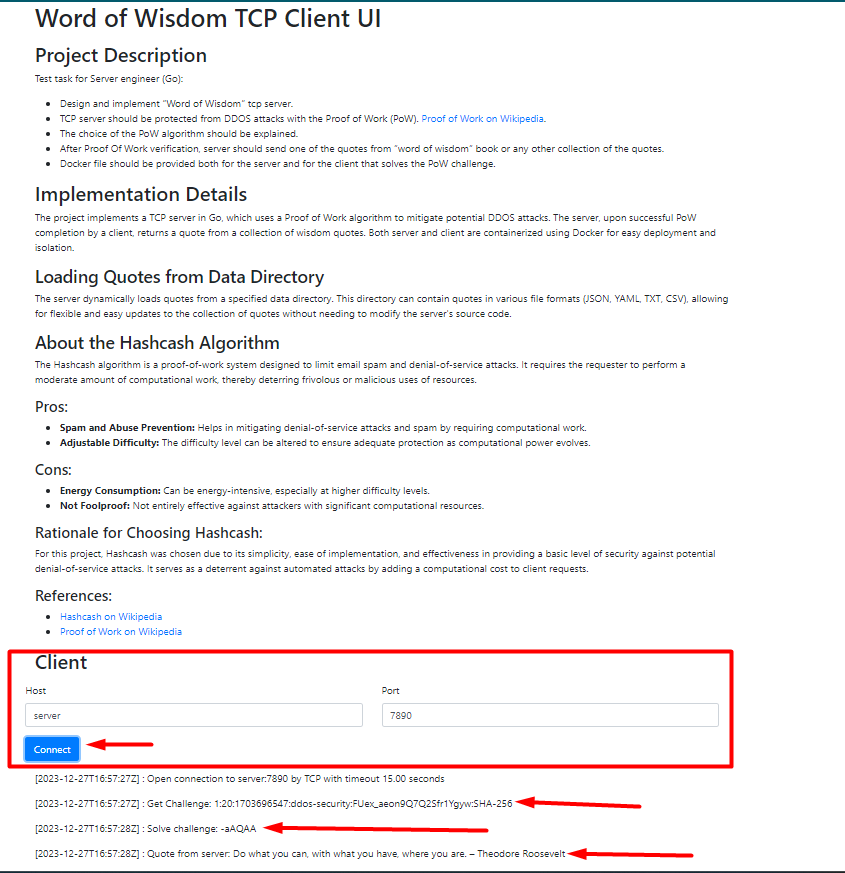 Word of Wisdom TCP Client UI
Project Description
Test task for Server engineer (Go):
Design and implement "Word of Wisdom" tcp server.
TCP server should be protected from DDOS attacks with the Proof of Work (PoW). Proof of Work on Wikipedia.
The choice of the PoW algorithm should be explained.
After Proof Of Work verification, server should send one of the quotes from "word of wisdom" book or any other collection of the quotes.
Docker file should be provided both for the server and for the client that solves the PoW challenge.
Implementation Details
The project implements a TCP server in Go, which uses a Proof of Work algorithm to mitigate potential DDOS attacks. The server, upon successful PoW
completion by a client, returns a quote from a collection of wisdom quotes. Both server and client are containerized using Docker for easy deployment and
isolation.
Loading Quotes from Data Directory
The server dynamically loads quotes from a specified data directory. This directory can contain quotes in various file formats (JSON, YAML, TXT, CSV), allowing
for flexible and easy updates to the collection of quotes without needing to modify the server's source code.
About the Hashcash Algorithm
The Hashcash algorithm is a proof-of-work system designed to limit email spam and denial-of-service attacks. It requires the requester to perform a
moderate amount of computational work, thereby deterring frivolous or malicious uses of resources.
Pros:
Spam and Abuse Prevention: Helps in mitigating denial-of-service attacks and spam by requiring computational work.
Adjustable Difficulty: The difficulty level can be altered to ensure adequate protection as computational power evolves.
Cons:
Energy Consumption: Can be energy-intensive, especially at higher difficulty levels.
Not Foolproof: Not entirely effective against attackers with significant computational resources.
Rationale for Choosing Hashcash:
For this project, Hashcash was chosen due to its simplicity, ease of implementation, and effectiveness in providing a basic level of security against potential
denial-of-service attacks. It serves as a deterrent against automated attacks by adding a computational cost to client requests.
References:
Hashcash on Wikipedia
Proof of Work on Wikipedia
Client
Host Port
server 7890
Connect
[2023-12-27T16:57:27Z] : Open connection to server:7890 by TCP with timeout 15.00 seconds
[2023-12-27T16:57:27Z] : Get Challenge: 1:20:1703696547:ddos-security:FUex_aeon9Q7Q2Sfr1Ygyw:SHA-256
[2023-12-27T16:57:28Z] : Solve challenge: -aAQAA
[2023-12-27T16:57:28Z] : Quote from server: Do what you can, with what you have, where you are. – Theodore Roosevelt